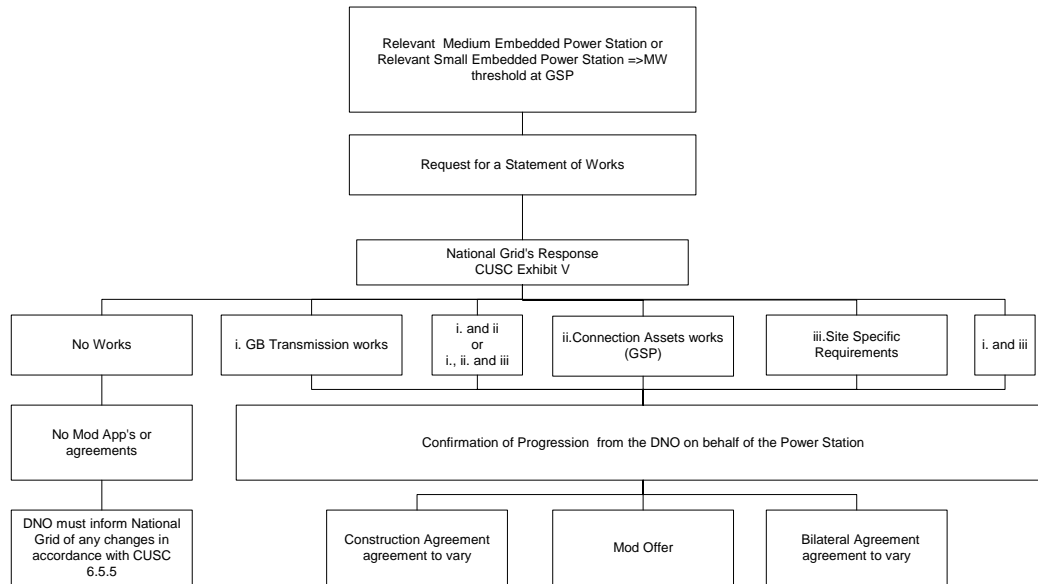 Relevant Medium Embedded Power Station or
Relevant Small Embedded Power Station =>MW
threshold at GSP
Request for a Statement of Works
National Grid's Response
CUSC Exhibit V
No Works
i. GB Transmission works
i. and ii
or
i., ii. and iii
ii.Connection Assets works
(GSP)
iii.Site Specific
Requirements
i. and iii
No Mod App's or
agreements
Confirmation of Progression from the DNO on behalf of the Power Station
DNO must inform National
Grid of any changes in
accordance with CUSC
6.5.5
Construction Agreement
agreement to vary
Mod Offer
Bilateral Agreement
agreement to vary